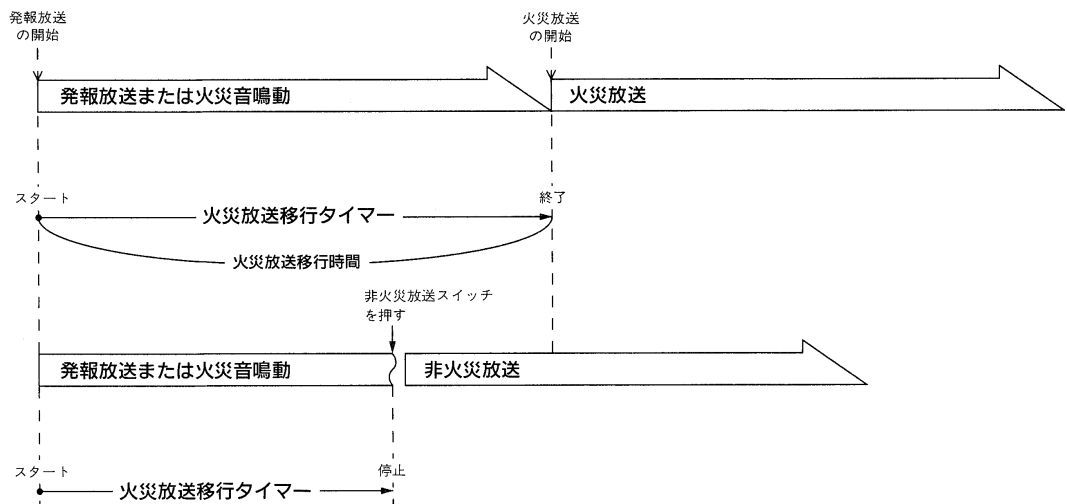 発報放送
の開始
火災放送
の開始
発報放送または火災音鳴動
火災放送
スタート
終了
火災放送移行タイマー
火災放送移行時間
非火災放送スイッチ
を押す
発報放送または火災音鳴動
非火災放送
スタート
停止
火災放送移行タイマー